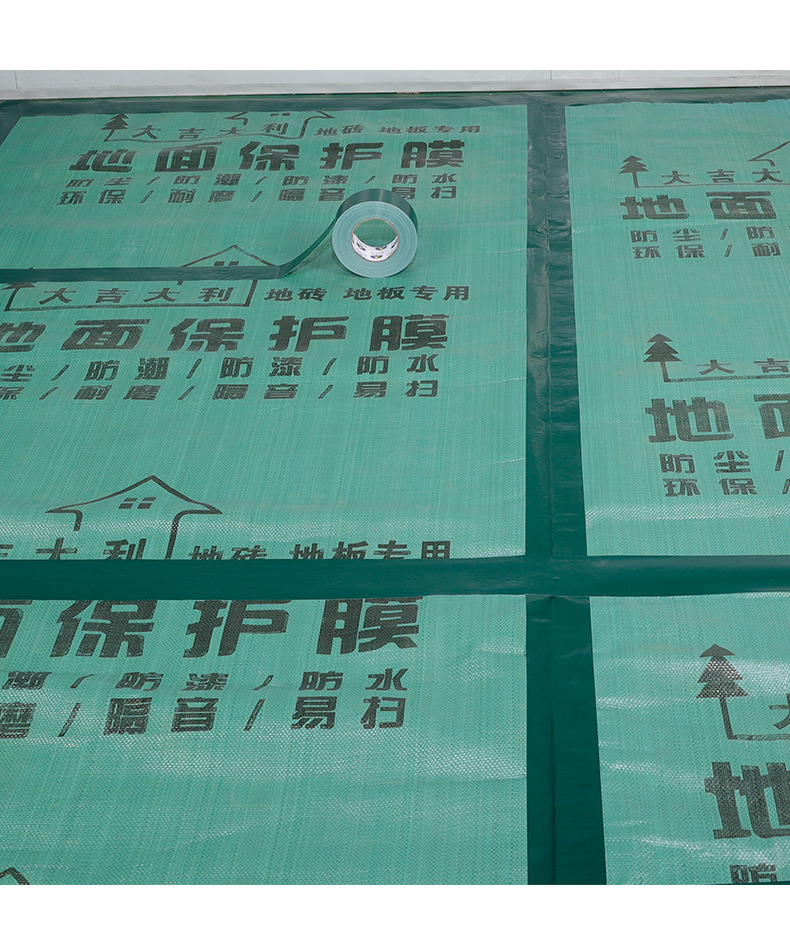 大吉大利 地砖 地板专用
地面保护膜
防尘/防潮/防漆/防水
环保/耐磨/隔音/易扫
大吉大
地面
防尘/防
环保/耐
大吉大利 地砖 地板专用
地面保护膜
尘/防潮/防漆/防水
保/耐磨/隔音/易扫
大吉大
地面
防尘/
环保/
吉大利 地砖 地板专用
面保护膜
潮/防漆/防水
磨/隔音/易扫
大
地
防尘